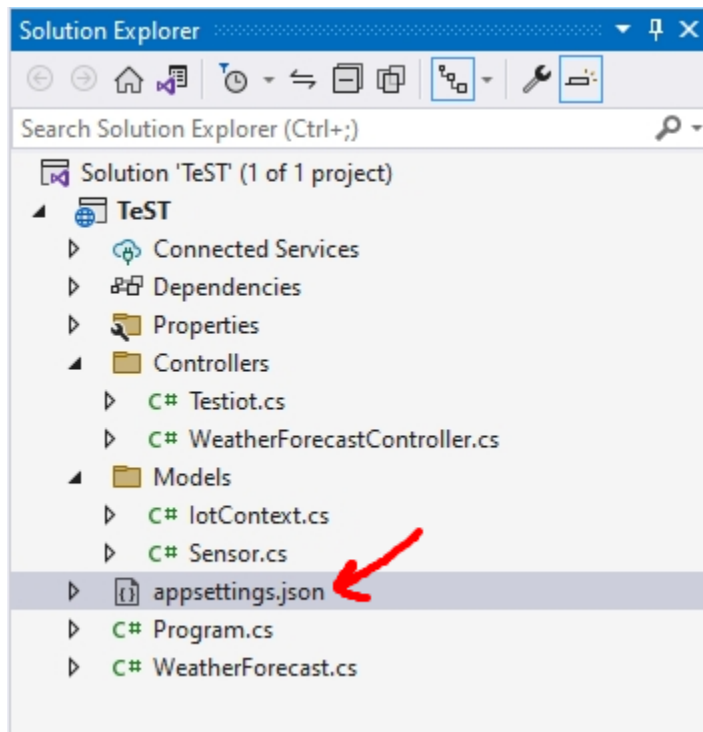 Solution Explorer
Search Solution Explorer (Ctrl+;)
Solution 'TeST' (1 of 1 project)
TeST
Connected Services
Dependencies
Properties
Controllers
C# Testiot.cs
C# WeatherForecastController.cs
Models
C# IotContext.cs
C# Sensor.cs
appsettings.json
C# Program.cs
C# WeatherForecast.cs